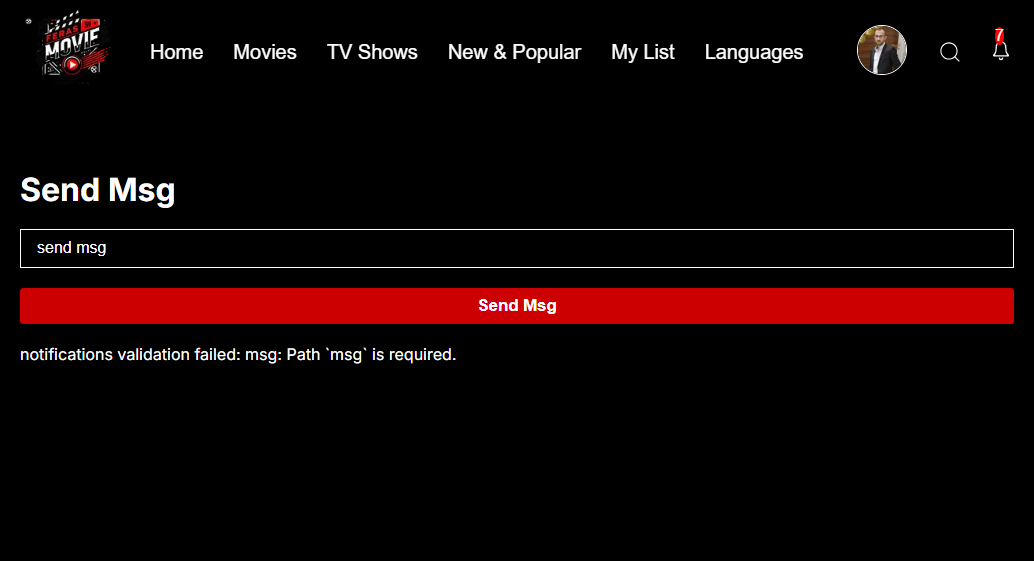 FERAS
MOVIE
Home Movies TV Shows New & Popular My List Languages
7
Send Msg
send msg
Send Msg
notifications validation failed: msg: Path `msg` is required.